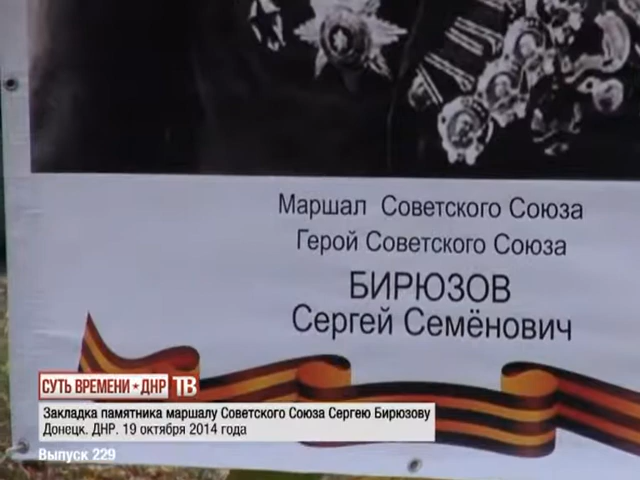 Маршал Советского Союза
Герой Советского Союза
БИРЮЗОВ
Сергей Семёнович
СУТЬ ВРЕМЕНИ★ДНР ТВ
Закладка памятника маршалу Советского Союза Сергею Бирюзову
Донецк. ДНР. 19 октября 2014 года
Выпуск 229